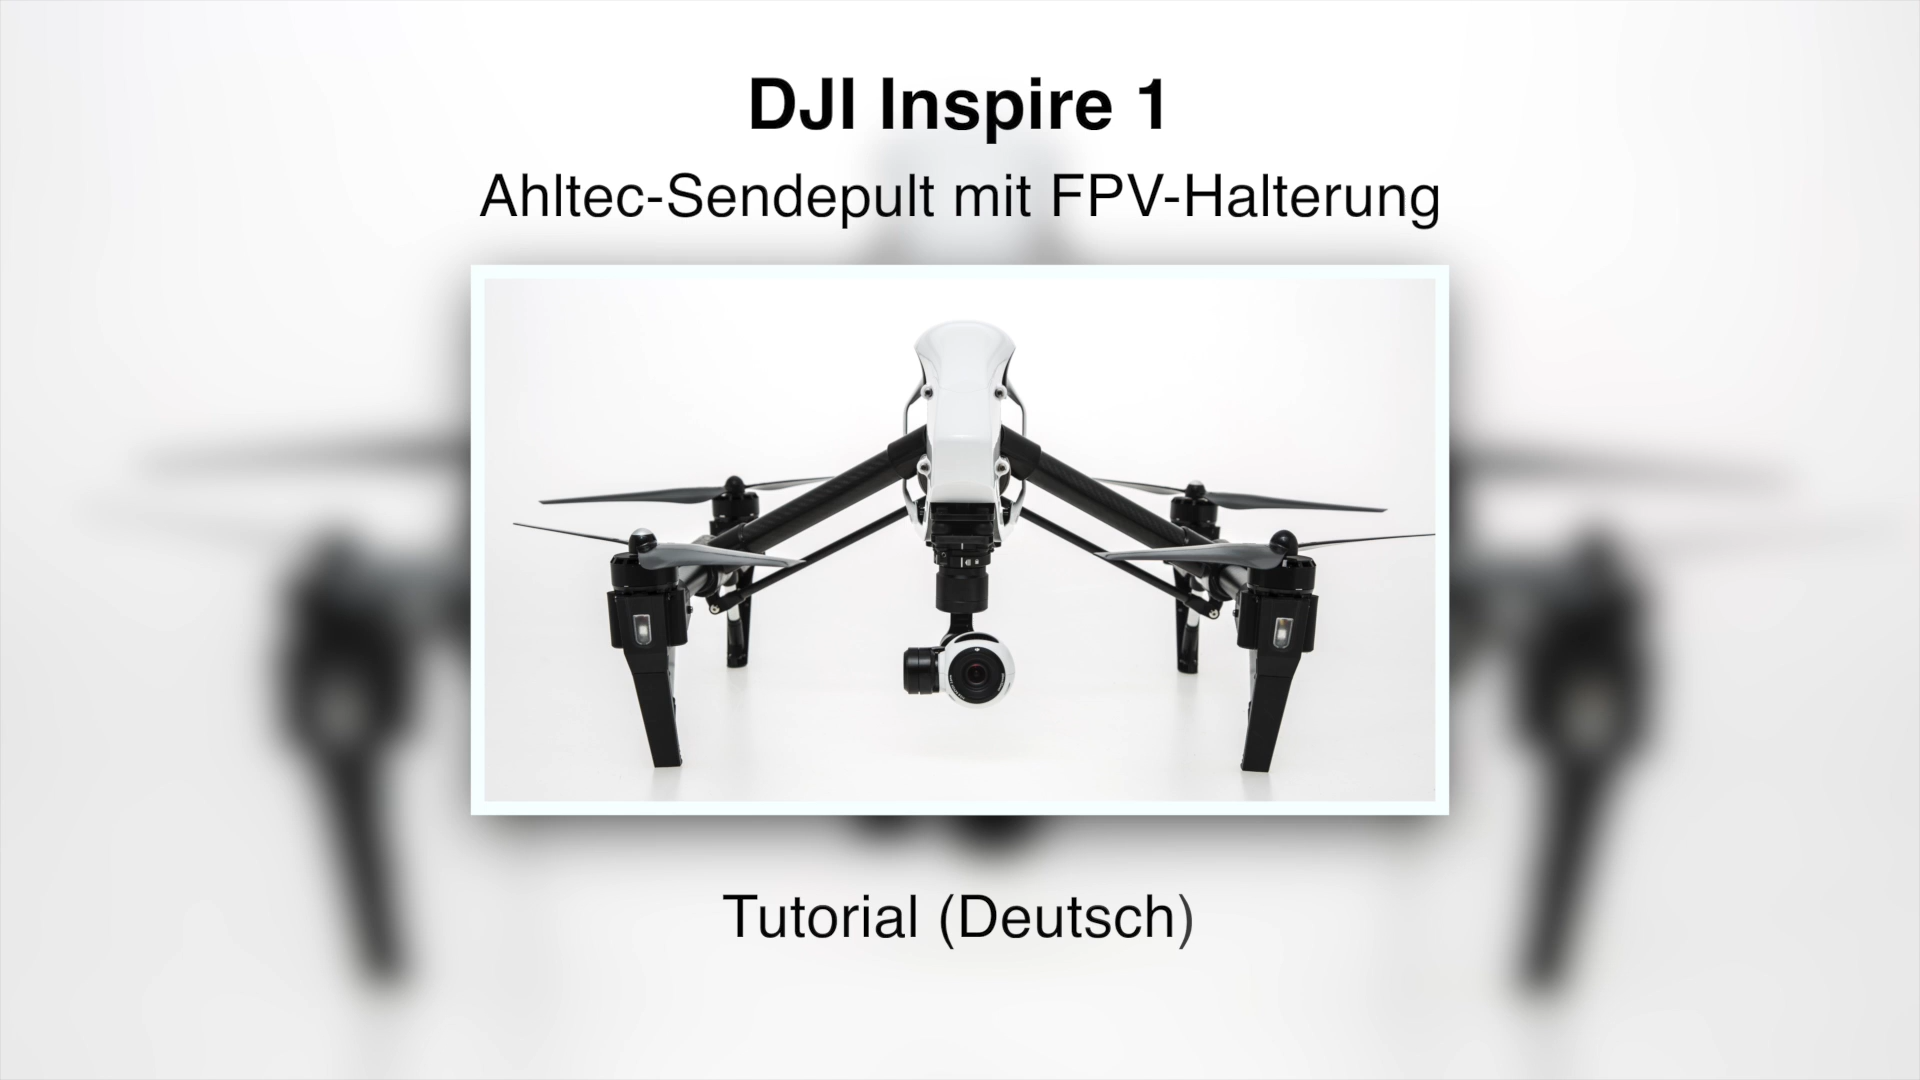 DJI Inspire 1
Ahltec-Sendepult mit FPV-Halterung
Tutorial (Deutsch)